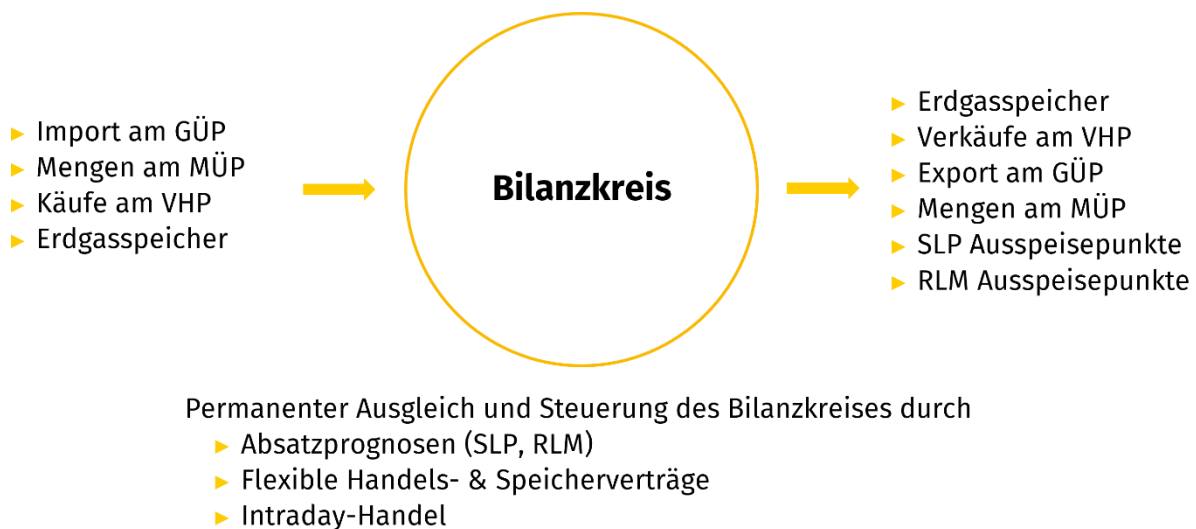 Import am GÜP
Mengen am MÜP
Käufe am VHP
Erdgasspeicher
Bilanzkreis
Erdgasspeicher
Verkäufe am VHP
Export am GÜP
Mengen am MÜP
SLP Ausspeisepunkte
RLM Ausspeisepunkte
Permanenter Ausgleich und Steuerung des Bilanzkreises durch
Absatzprognosen (SLP, RLM)
Flexible Handels- & Speicherverträge
Intraday-Handel